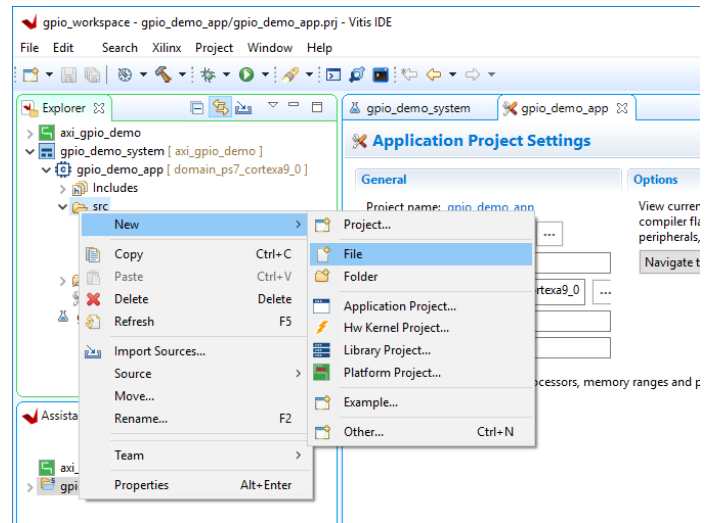 gpio_workspace - gpio_demo_app/gpio_demo_app.prj - Vitis IDE
File Edit Search Xilinx Project Window Help
Explorer
axi_gpio_demo
gpio_demo_system [ axi_gpio_demo ]
gpio_demo_app [ domain_ps7_cortexa9_0 ]
Includes
src
New
Copy Ctrl+C
Paste Ctrl+V
Delete Delete
Refresh F5
Import Sources...
Source
Move...
Rename... F2
Team
Properties Alt+Enter
Project...
File
Folder
Application Project...
Hw Kernel Project...
Library Project...
Platform Project...
Example...
Other... Ctrl+N
gpio_demo_system gpio_demo_app
Application Project Settings
General Options
Project name: gpio_demo_app
View curren
compiler fla
peripherals,
Navigate t
...
rtexa9_0 ...
ocessors, memory ranges and p
Assista
axi_
gpi